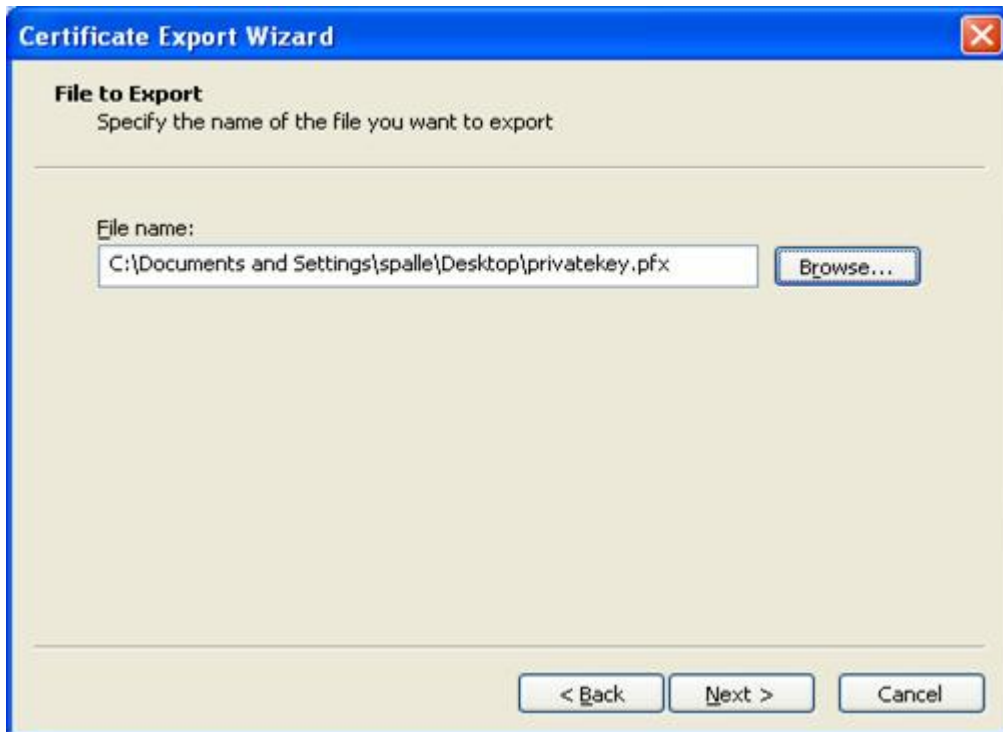 Certificate Export Wizard
File to Export
Specify the name of the file you want to export
File name:
C:\Documents and Settings\spalle\Desktop\privatekey.pfx
Browse...
< Back
Next >
Cancel